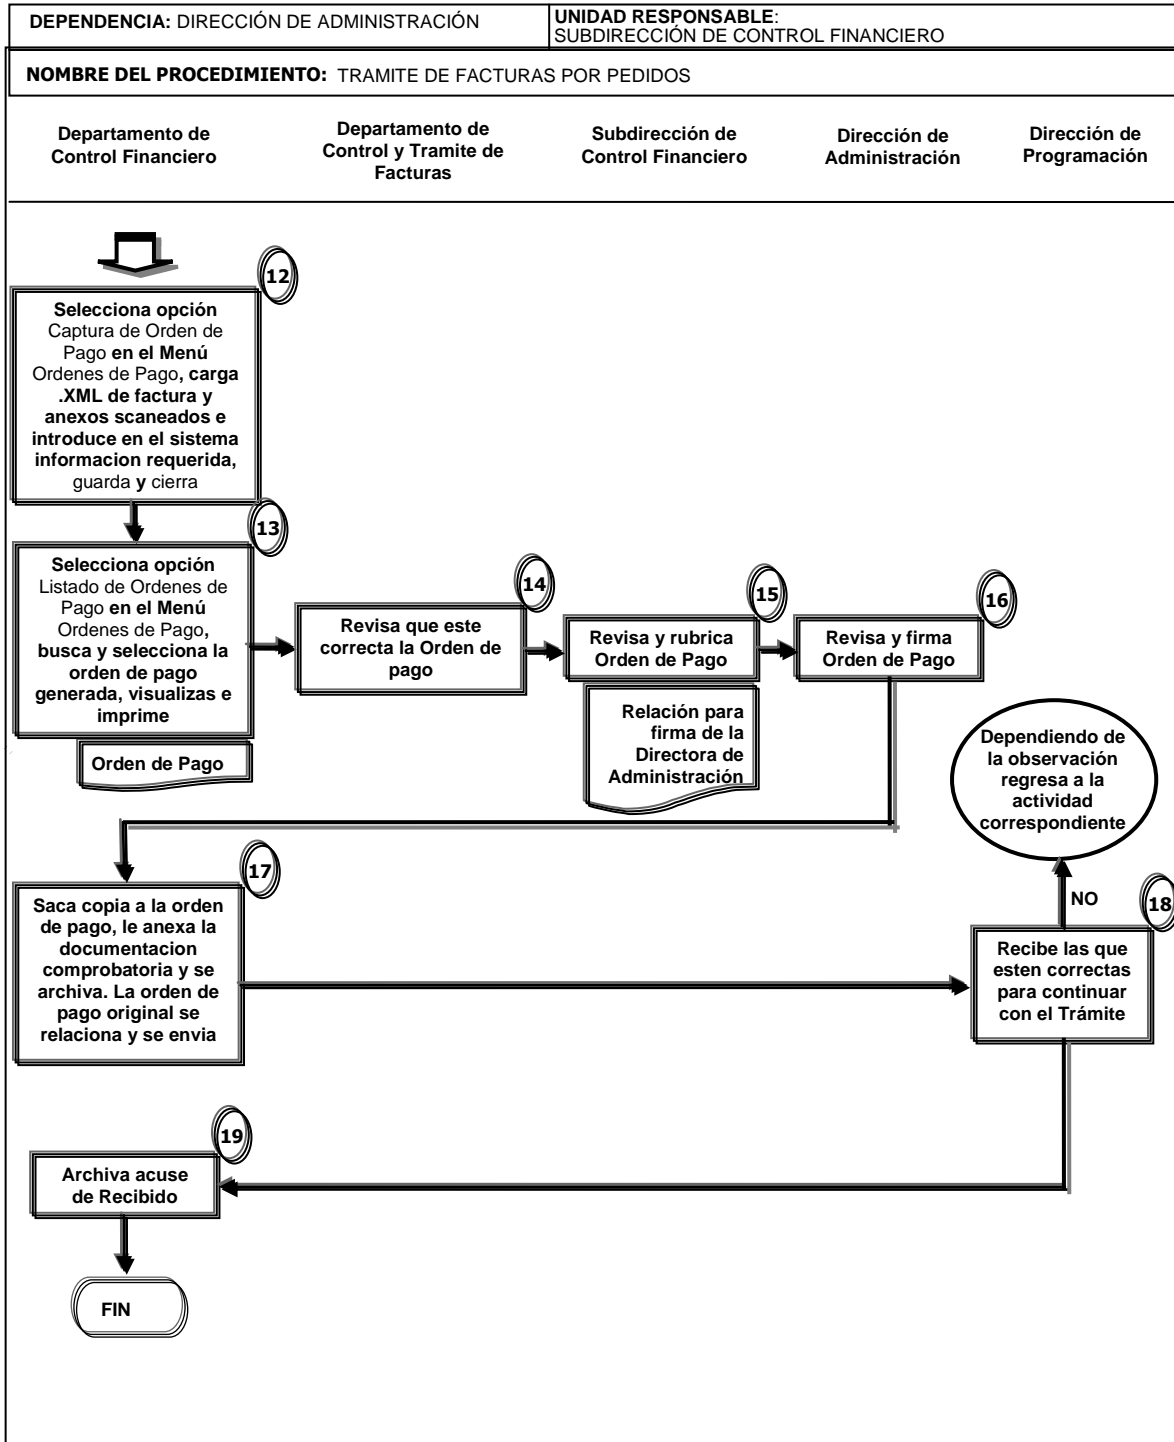 DEPENDENCIA: DIRECCIÓN DE ADMINISTRACIÓN
UNIDAD RESPONSABLE:
SUBDIRECCIÓN DE CONTROL FINANCIERO
NOMBRE DEL PROCEDIMIENTO: TRAMITE DE FACTURAS POR PEDIDOS
Departamento de
Control Financiero
Departamento de
Control y Tramite de
Facturas
Subdirección de
Control Financiero
Dirección de
Administración
Dirección de
Programación
12
Selecciona opción
Captura de Orden de
Pago en el Menú
Ordenes de Pago, carga
.XML de factura y
anexos scaneados e
introduce en el sistema
informacion requerida,
guarda y cierra
13
Selecciona opción
Listado de Ordenes de
Pago en el Menú
Ordenes de Pago,
busca y selecciona la
orden de pago
generada, visualizas e
imprime
Orden de Pago
14
Revisa que este
correcta la Orden de
pago
15
Revisa y rubrica
Orden de Pago
Relación para
firma de la
Directora de
Administración
16
Revisa y firma
Orden de Pago
Dependiendo de
la observación
regresa a la
actividad
correspondiente
17
Saca copia a la orden
de pago, le anexa la
documentacion
comprobatoria y se
archiva. La orden de
pago original se
relaciona y se envia
NO
18
Recibe las que
esten correctas
para continuar
con el Trámite
19
Archiva acuse
de Recibido
FIN